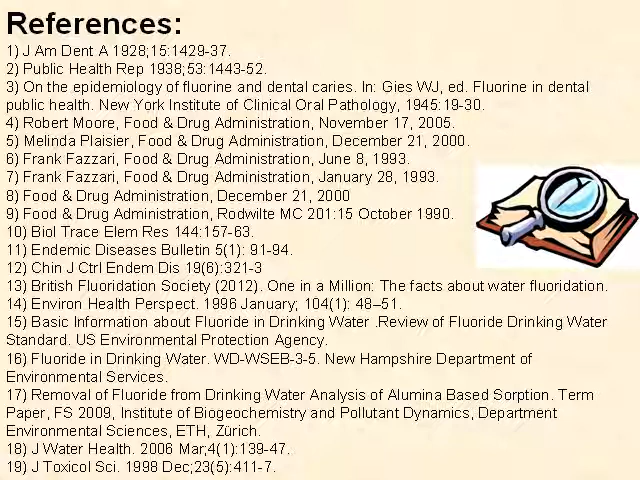 References:
1) J Am Dent A 1928;15:1429-37.
2) Public Health Rep 1938;53:1443-52.
3) On the epidemiology of fluorine and dental caries. In: Gies WJ, ed. Fluorine in dental
public health. New York Institute of Clinical Oral Pathology, 1945:19-30.
4) Robert Moore, Food & Drug Administration, November 17, 2005.
5) Melinda Plaisier, Food & Drug Administration, December 21, 2000.
6) Frank Fazzari, Food & Drug Administration, June 8, 1993.
7) Frank Fazzari, Food & Drug Administration, January 28, 1993.
8) Food & Drug Administration, December 21, 2000
9) Food & Drug Administration, Rodwilte MC 201:15 October 1990.
10) Biol Trace Elem Res 144:157-63.
11) Endemic Diseases Bulletin 5(1): 91-94.
12) Chin J Ctrl Endem Dis 19(6):321-3
13) British Fluoridation Society (2012). One in a Million: The facts about water fluoridation.
14) Environ Health Perspect. 1996 January; 104(1): 48–51.
15) Basic Information about Fluoride in Drinking Water .Review of Fluoride Drinking Water
Standard. US Environmental Protection Agency.
16) Fluoride in Drinking Water. WD-WSEB-3-5. New Hampshire Department of
Environmental Services.
17) Removal of Fluoride from Drinking Water Analysis of Alumina Based Sorption. Term
Paper, FS 2009, Institute of Biogeochemistry and Pollutant Dynamics, Department
Environmental Sciences, ETH, Zürich.
18) J Water Health. 2006 Mar;4(1):139-47.
19) J Toxicol Sci. 1998 Dec;23(5):411-7.